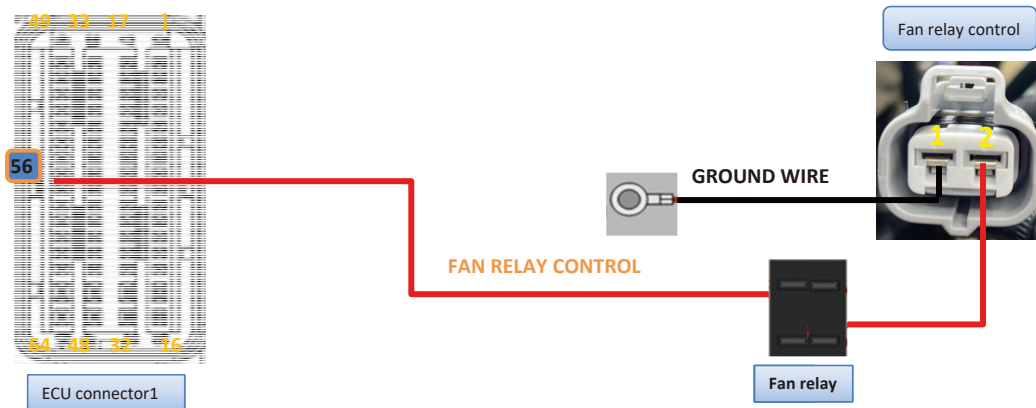 49 33 17 1
Fan relay control
1 2
56
GROUND WIRE
FAN RELAY CONTROL
64 48 32 16
Fan relay
ECU connector1